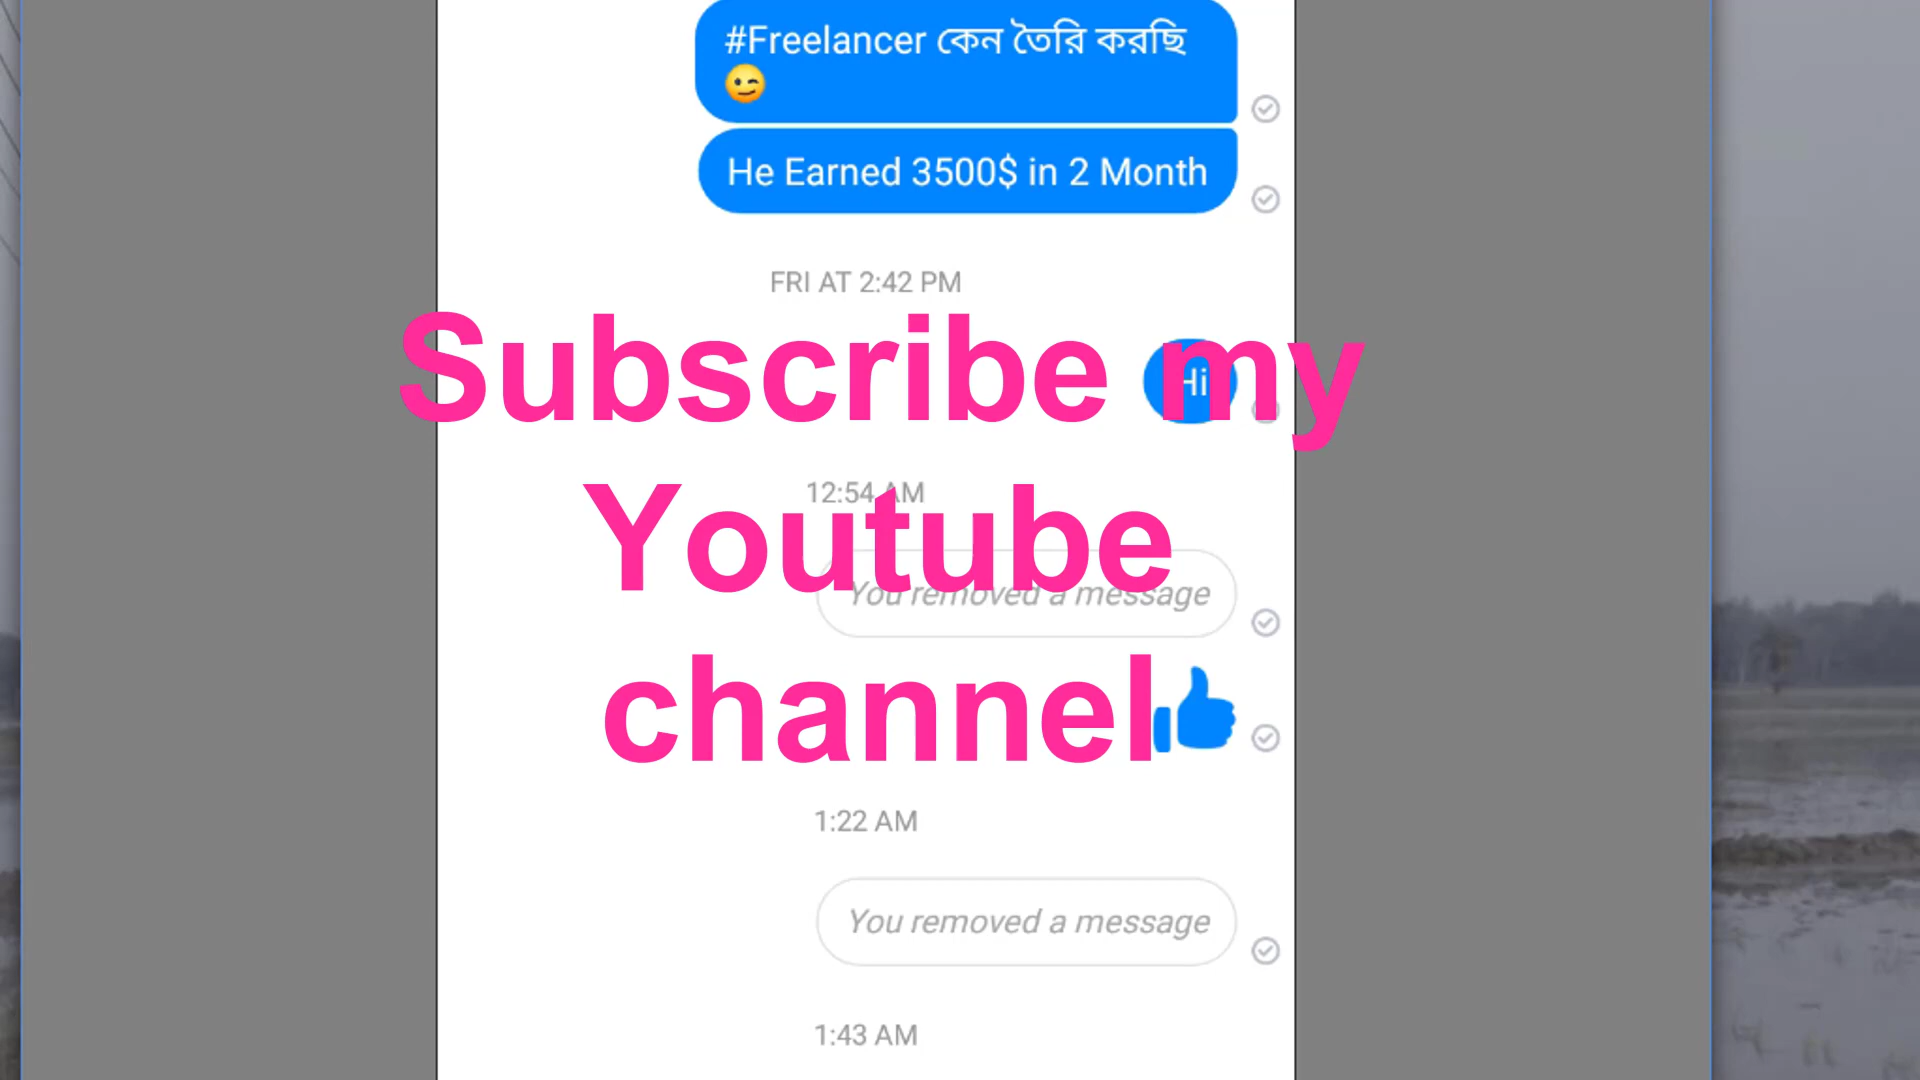 #Freelancer কেন তৈরি করছি
😉
He Earned 3500$ in 2 Month
FRI AT 2:42 PM
Subscribe my
Hi
12:54 AM
Youtube
You removed a message
channel
1:22 AM
You removed a message
1:43 AM